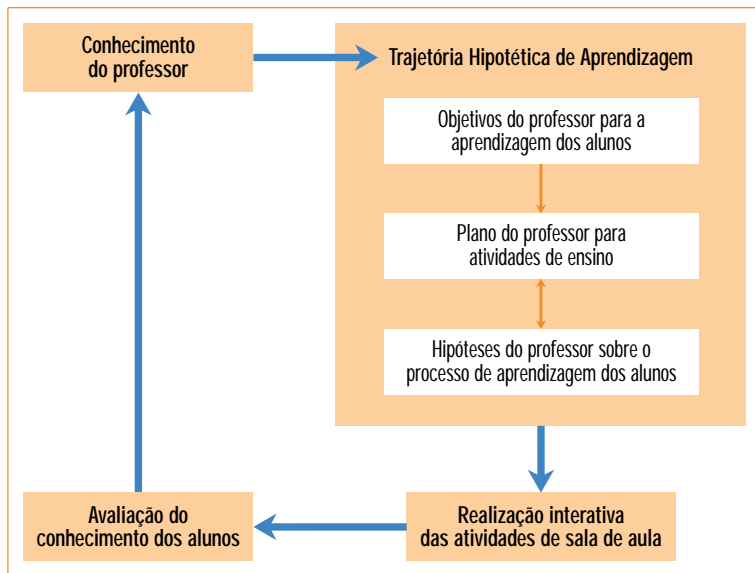 Conhecimento
do professor
Trajetória Hipotética de Aprendizagem
Objetivos do professor para a
aprendizagem dos alunos
Plano do professor para
atividades de ensino
Hipóteses do professor sobre o
processo de aprendizagem dos alunos
Realização interativa
das atividades de sala de aula
Avaliação do
conhecimento dos alunos